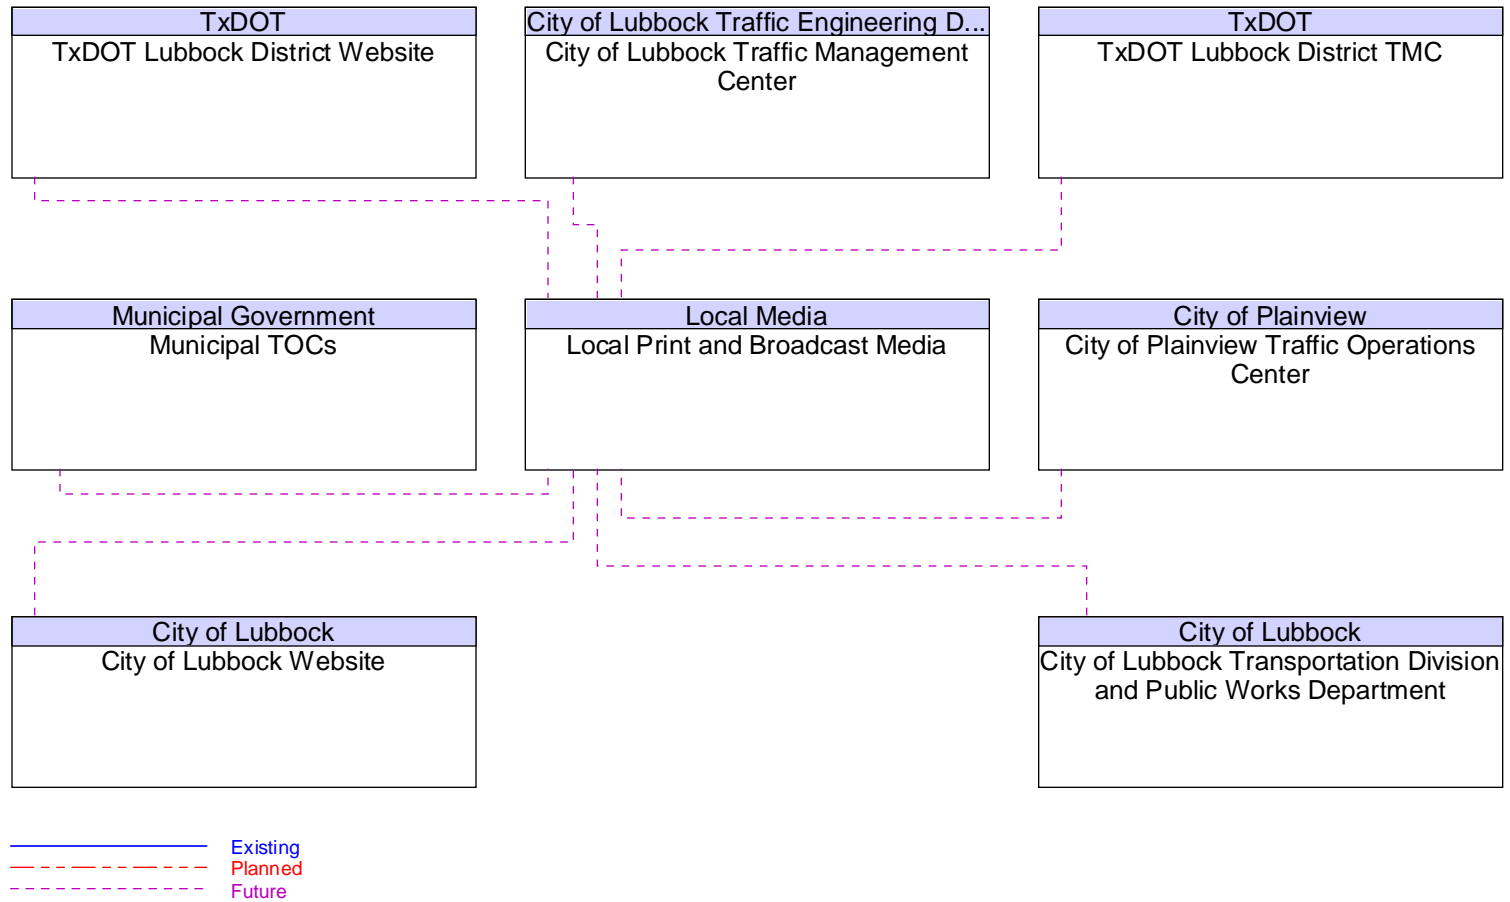 TxDOT
TxDOT Lubbock District Website
City of Lubbock Traffic Engineering D...
City of Lubbock Traffic Management
Center
TxDOT
TxDOT Lubbock District TMC
Municipal Government
Municipal TOCs
Local Media
Local Print and Broadcast Media
City of Plainview
City of Plainview Traffic Operations
Center
City of Lubbock
City of Lubbock Website
City of Lubbock
City of Lubbock Transportation Division
and Public Works Department
Existing
Planned
Future